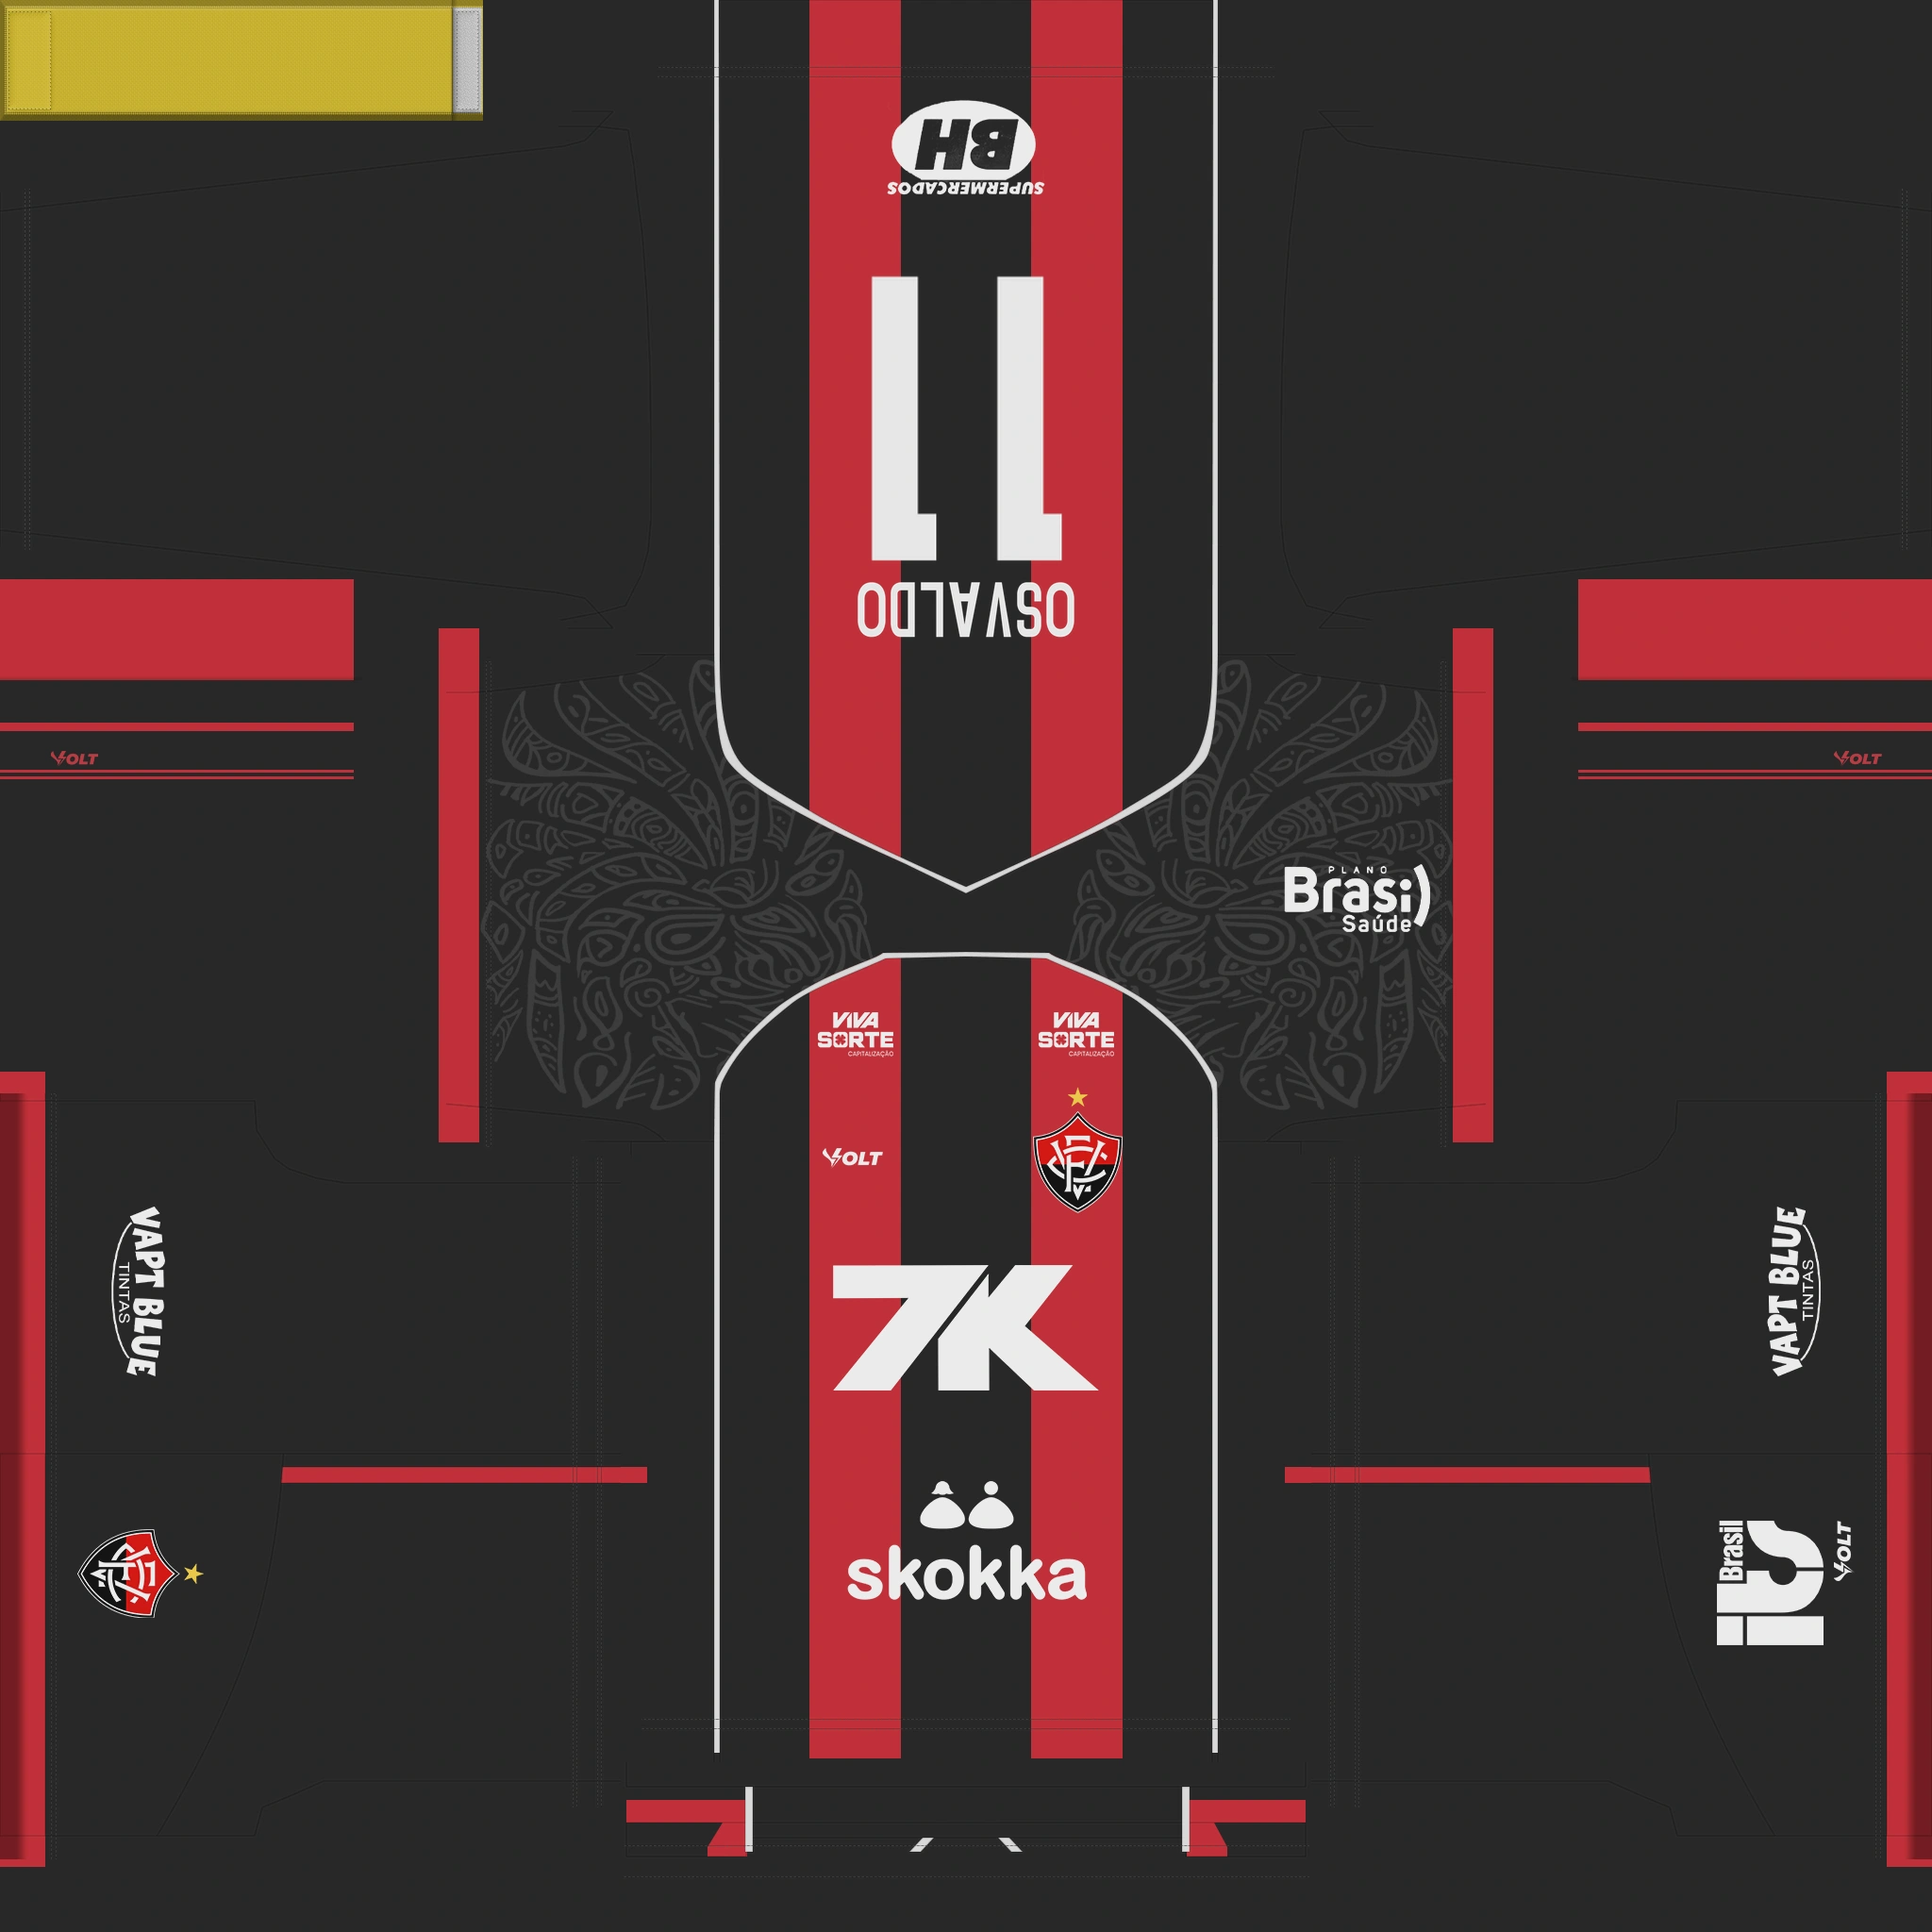 BH
SUPERMERCADOS
11
OSVALDO
VOLT
VOLT
PLANO
Brasil
Saúde
VIVA
SORTE
CAPITALIZAÇÃO
VIVA
SORTE
CAPITALIZAÇÃO
VOLT
VAPT BLUE
TINTAS
VAPT BLUE
TINTAS
7K
skokka
itS
Brasil
VOLT